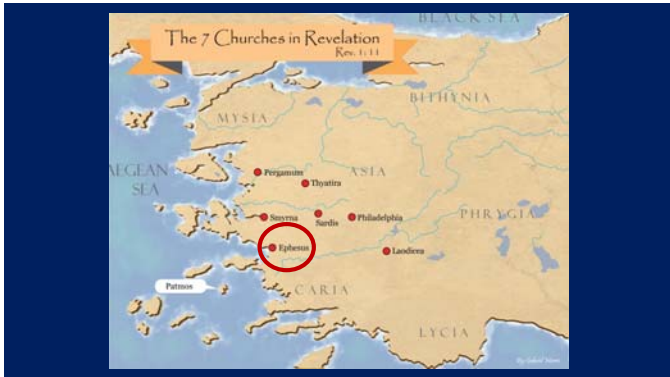 BLACK SEA
The 7 Churches in Revelation
Rev. 1:11
BITHYNIA
MYSIA
AEGEAN
SEA
ASIA
Pergamum
Thyatira
PHRYGIA
Smyrna
Sardis
Philadelphia
Ephesus
Laodicea
Patmos
CARIA
LYCIA